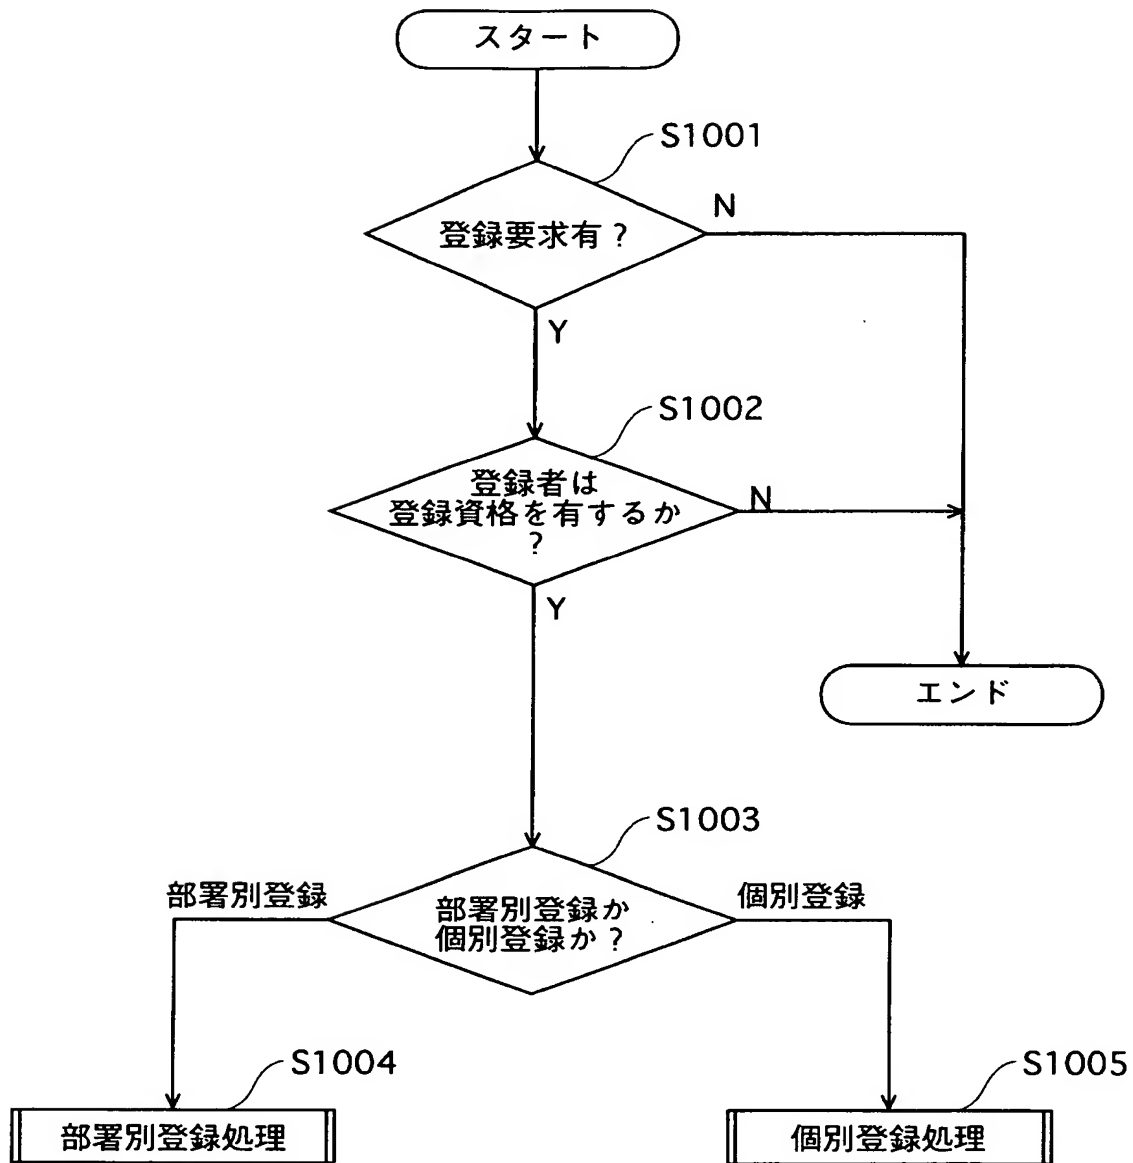 スタート
S1001
登録要求有?
N
Y
S1002
登録者は
登録資格を有するか
?
N
Y
エンド
S1003
部署別登録
部署別登録か
個別登録か?
個別登録
S1004
部署別登録処理
S1005
個別登録処理